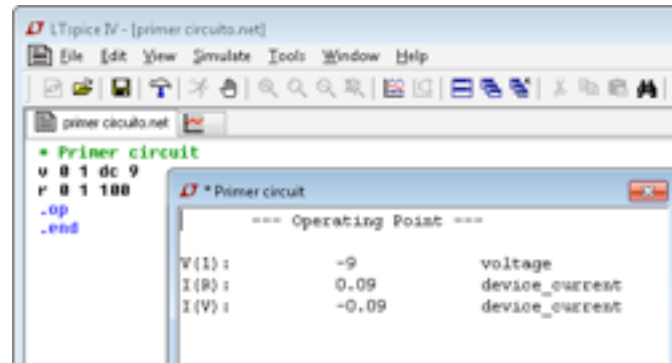 LTspice IV - [primer circuito.net]
File Edit View Simulate Tools Window Help
primer circuito.net
* Primer circuit
v 0 1 dc 9
r 0 1 100
.op
.end
* Primer circuit
--- Operating Point ---
V(1): -9 voltage
I(R): 0.09 device_current
I(V): -0.09 device_current